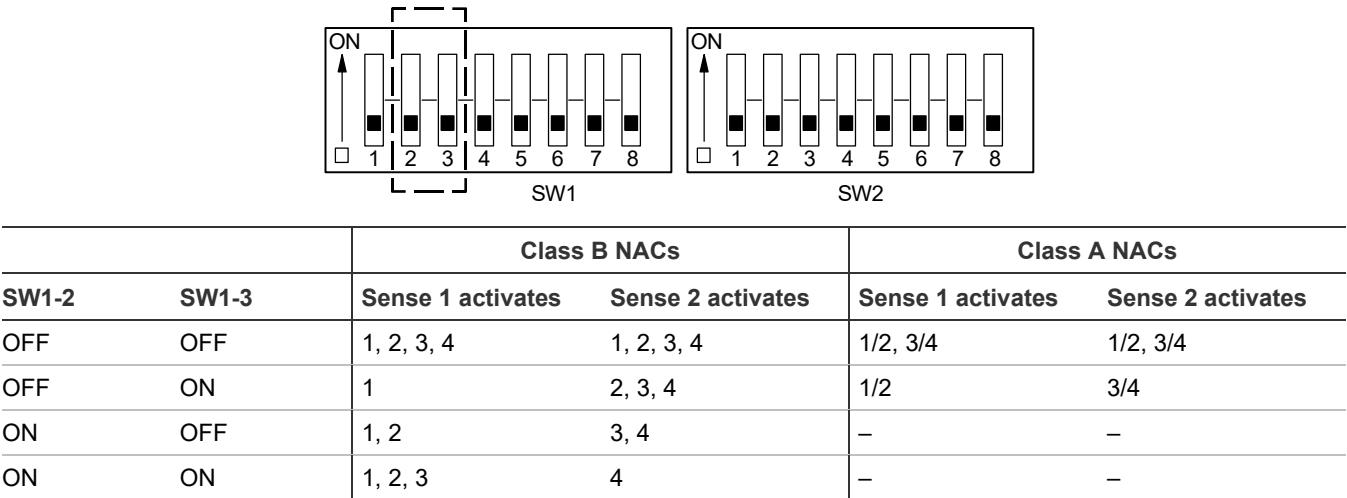 ON ON
1 2 3 4 5 6 7 8 1 2 3 4 5 6 7 8
SW1 SW2
Class B NACs Class A NACs
SW1-2 SW1-3 Sense 1 activates Sense 2 activates Sense 1 activates Sense 2 activates
OFF OFF 1, 2, 3, 4 1, 2, 3, 4 1/2, 3/4 1/2, 3/4
OFF ON 1 2, 3, 4 1/2 3/4
ON OFF 1, 2 3, 4 – –
ON ON 1, 2, 3 4 – –